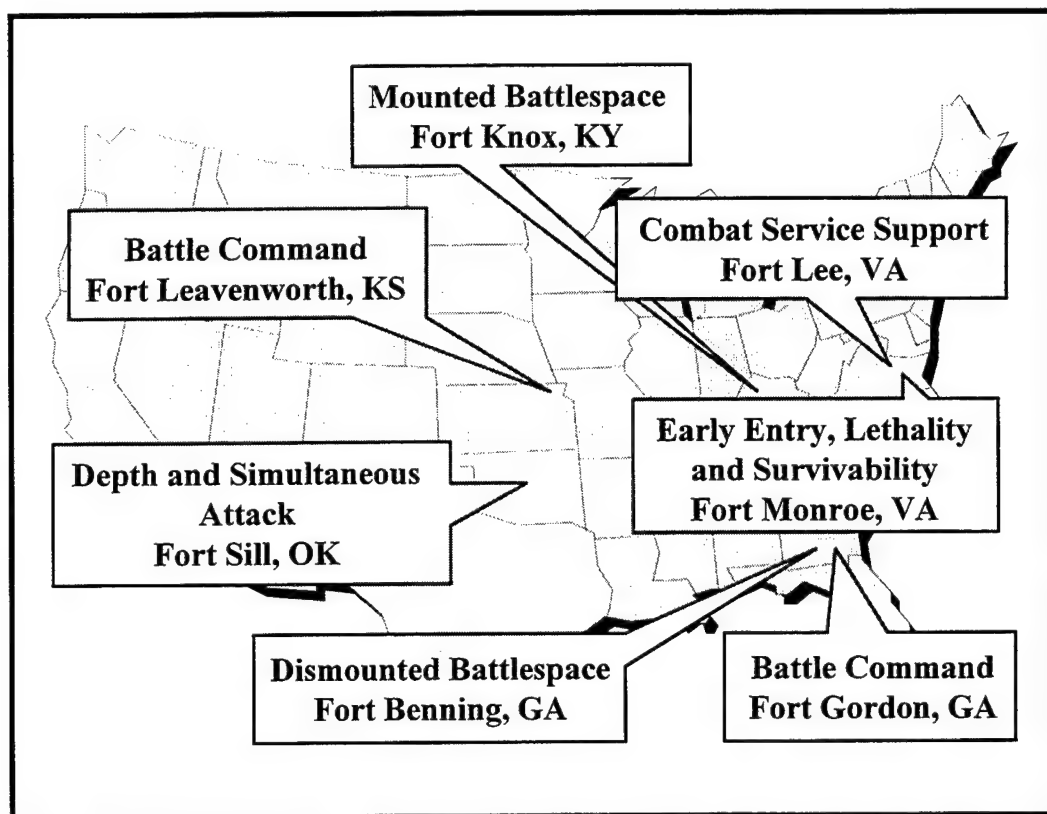 Mounted Battlespace
Fort Knox, KY
Combat Service Support
Fort Lee, VA
Battle Command
Fort Leavenworth, KS
Early Entry, Lethality
and Survivability
Fort Monroe, VA
Depth and Simultaneous
Attack
Fort Sill, OK
Dismounted Battlespace
Fort Benning, GA
Battle Command
Fort Gordon, GA